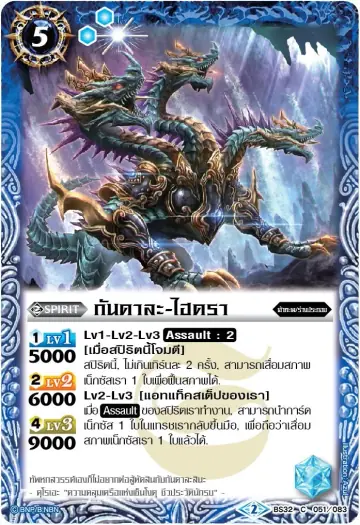 5
2 SPIRIT กันดาละ-ไฮดรา
1 LV1 5000
2 LV2 6000
4 LV3 9000
Lv1-Lv2-Lv3 Assault : 2
[เมื่อสปิริตนี้โจมตี]
สปิริตนี้, ไม่เกินเทิร์นละ 2 ครั้ง, สามารถเสื่อมสภาพ
เน็กซัสเรา 1 ใบเพื่อฟื้นสภาพได้.
Lv2-Lv3 [แอทแท็คสเต็ปของเรา]
เมื่อ Assault ของสปิริตเราทำงาน, สามารถนำการ์ด
เน็กซัส 1 ใบในแทรชเรากลับขึ้นมือ, เพื่อถือว่าเสื่อม
สภาพเน็กซัสเรา 1 ใบแล้วได้.
© BNP/B, NBN
2
BS32 - C 051/083